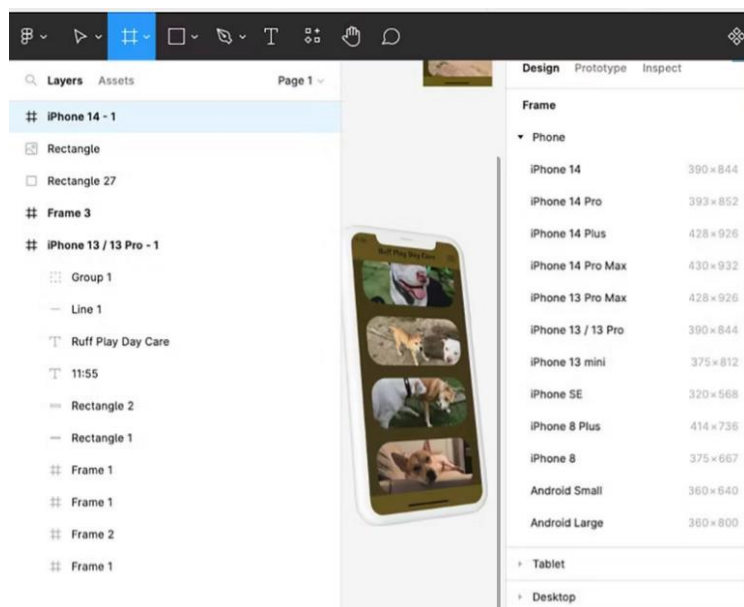 Layers Assets Page 1
iPhone 14 - 1
Rectangle
Rectangle 27
Frame 3
iPhone 13 / 13 Pro - 1
Group 1
Line 1
Ruff Play Day Care
11:55
Rectangle 2
Rectangle 1
Frame 1
Frame 1
Frame 2
Frame 1
Ruff Play Day Care
Design Prototype Inspect
Frame
Phone
iPhone 14 390×844
iPhone 14 Pro 393×852
iPhone 14 Plus 428×926
iPhone 14 Pro Max 430×932
iPhone 13 Pro Max 428×926
iPhone 13 / 13 Pro 390×844
iPhone 13 mini 375×812
iPhone SE 320×568
iPhone 8 Plus 414×736
iPhone 8 375×667
Android Small 360×640
Android Large 360×800
Tablet
Desktop